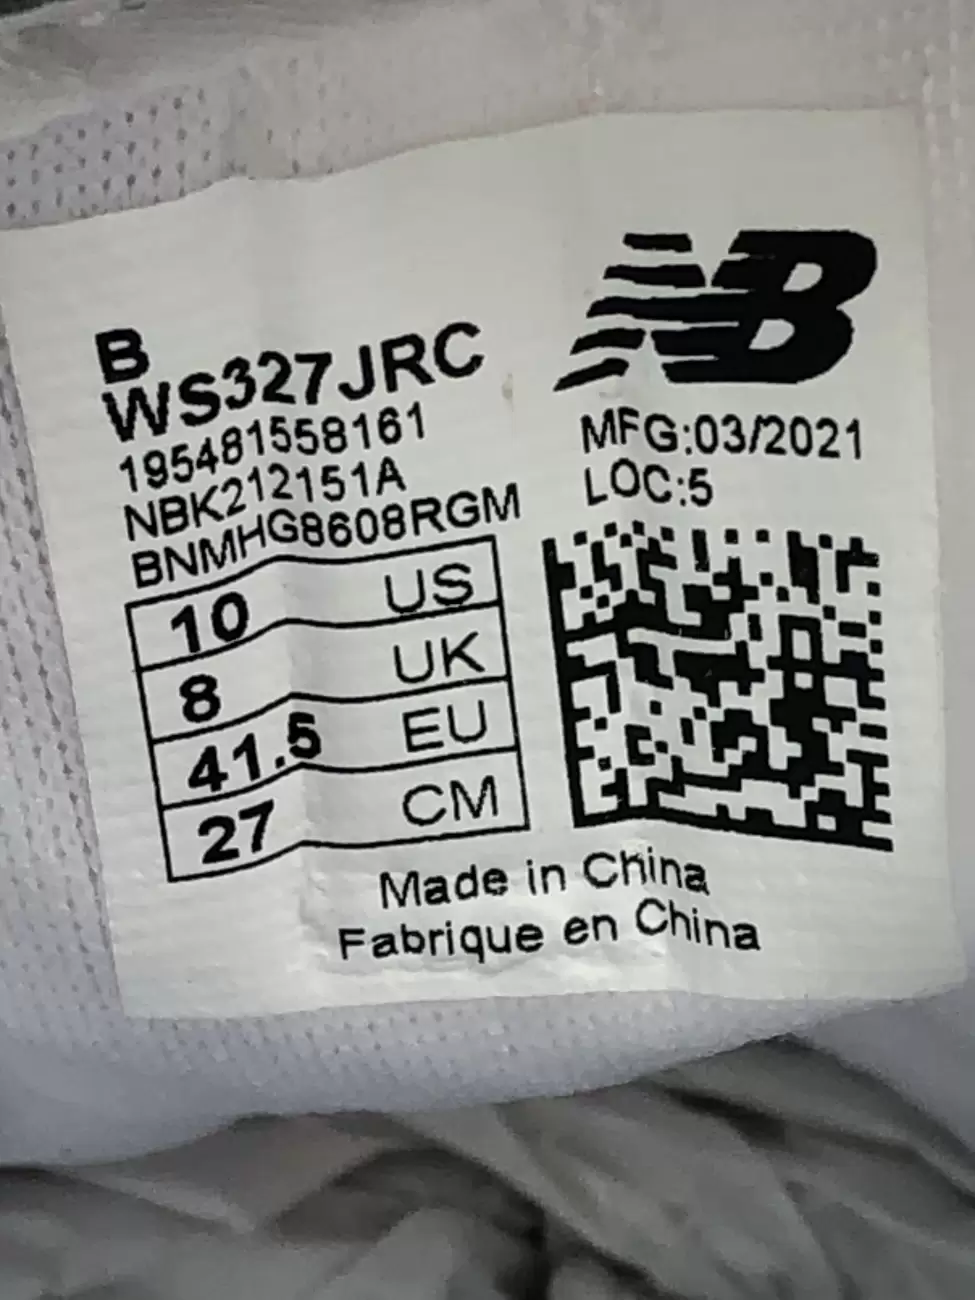 B
WS327JRC
195481558161
NBK212151A
BNMHG8608RGM
NB
MFG:03/2021
LOC:5
10 US
8 UK
41.5 EU
27 CM
Made in China
Fabrique en China